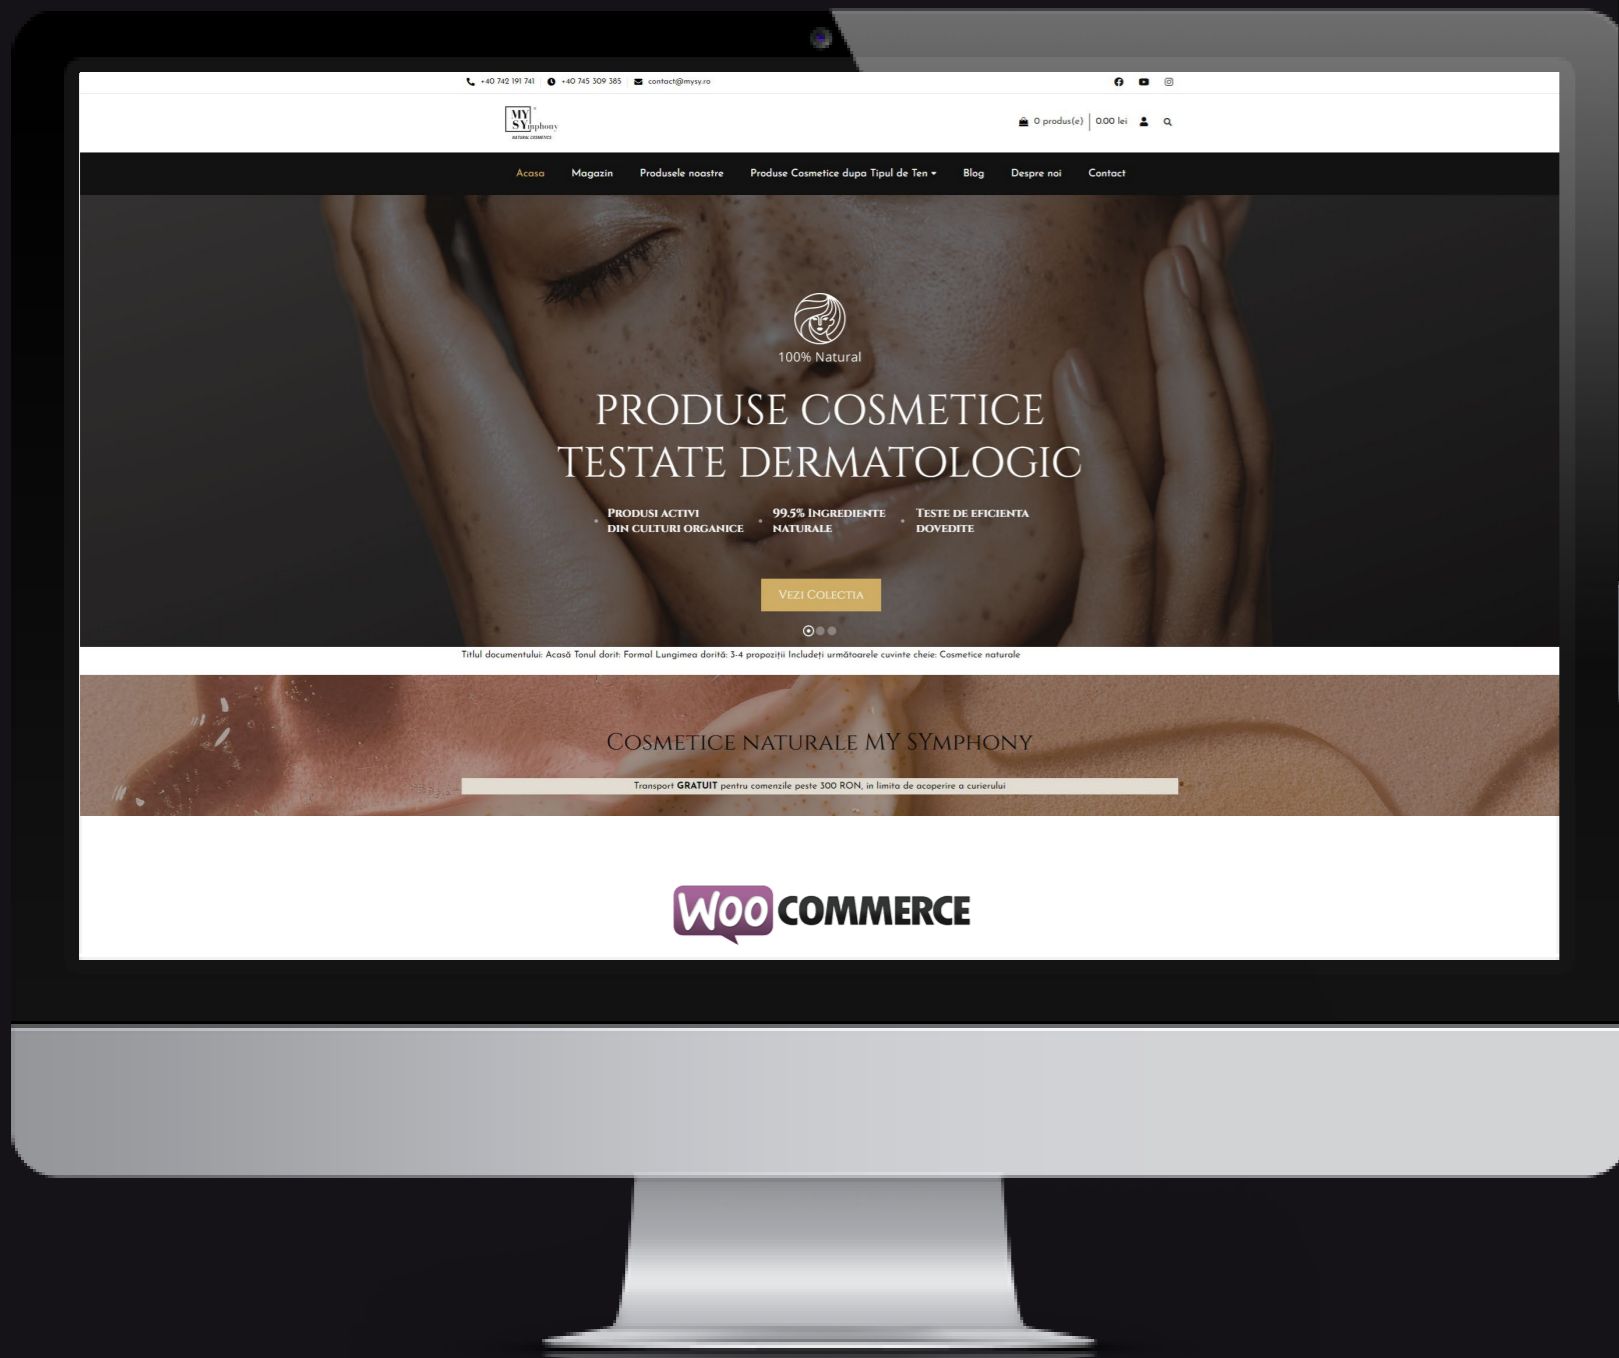 +40 742 191 741 +40 745 309 385 contact@mysy.ro
MY ®
SYmphony
NATURAL COSMETICS
0 produs(e) 0.00 lei
Acasa Magazin Produsele noastre Produse Cosmetice dupa Tipul de Ten Blog Despre noi Contact
100% Natural
PRODUSE COSMETICE
TESTATE DERMATOLOGIC
PRODUSI ACTIVI
DIN CULTURI ORGANICE
99.5% INGREDIENTE
NATURALE
TESTE DE EFICIENTA
DOVEDITE
VEZI COLECTIA
Titlul documentului: Acasă Tonul dorit: Formal Lungimea dorită: 3-4 propoziții Includeți următoarele cuvinte cheie: Cosmetice naturale
COSMETICE NATURALE MY SYMPHONY
Transport GRATUIT pentru comenzile peste 300 RON, in limita de acoperire a curierului
WOO COMMERCE